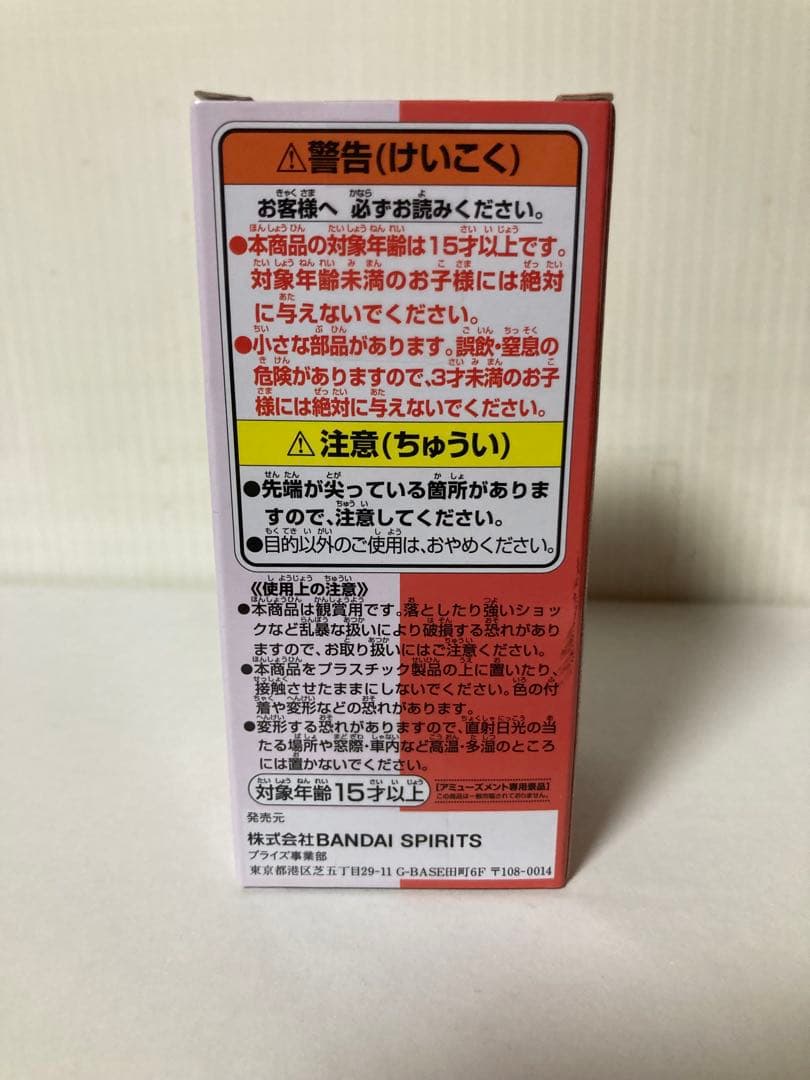 ⚠警告(けいこく)
お客様へ 必ずお読みください。
●本商品の対象年齢は15才以上です。
対象年齢未満のお子様には絶対
に与えないでください。
●小さな部品があります。誤飲・窒息の
危険がありますので、3才未満のお子
様には絶対に与えないでください。
⚠注意(ちゅうい)
●先端が尖っている箇所がありま
すので、注意してください。
●目的以外のご使用は、おやめください。
《使用上の注意》
●本商品は観賞用です。落としたり強いショッ
クなど乱暴な扱いにより破損する恐れがあり
ますので、お取り扱いにはご注意ください。
●本商品をプラスチック製品の上に置いたり、
接触させたままにしないでください。色の付
着や変形などの恐れがあります。
●変形する恐れがありますので、直射日光の当
たる場所や窓際・車内など高温・多湿のところ
には置かないでください。
対象年齢15才以上
【アミューズメント専用景品】
この商品は一般市販されておりません。
発売元
株式会社BANDAI SPIRITS
プライズ事業部
東京都港区芝五丁目29-11 G-BASE田町6F 〒108-0014